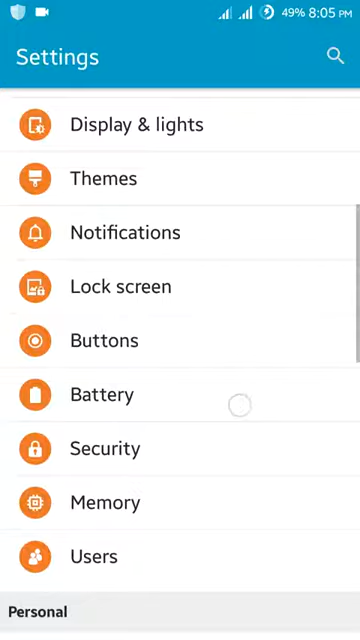 49% 8:05 PM
Settings
Display & lights
Themes
Notifications
Lock screen
Buttons
Battery
Security
Memory
Users
Personal